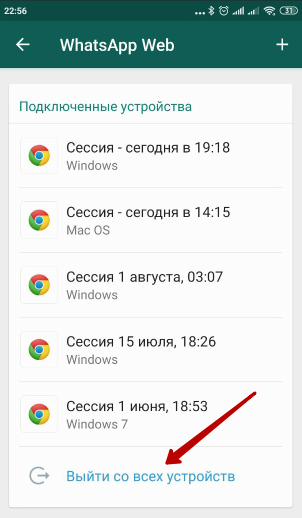 22:56
31
WhatsApp Web
Подключенные устройства
Сессия - сегодня в 19:18
Windows
Сессия - сегодня в 14:15
Mac OS
Сессия 1 августа, 03:07
Windows
Сессия 15 июля, 18:26
Windows
Сессия 1 июня, 18:53
Windows 7
Выйти со всех устройств